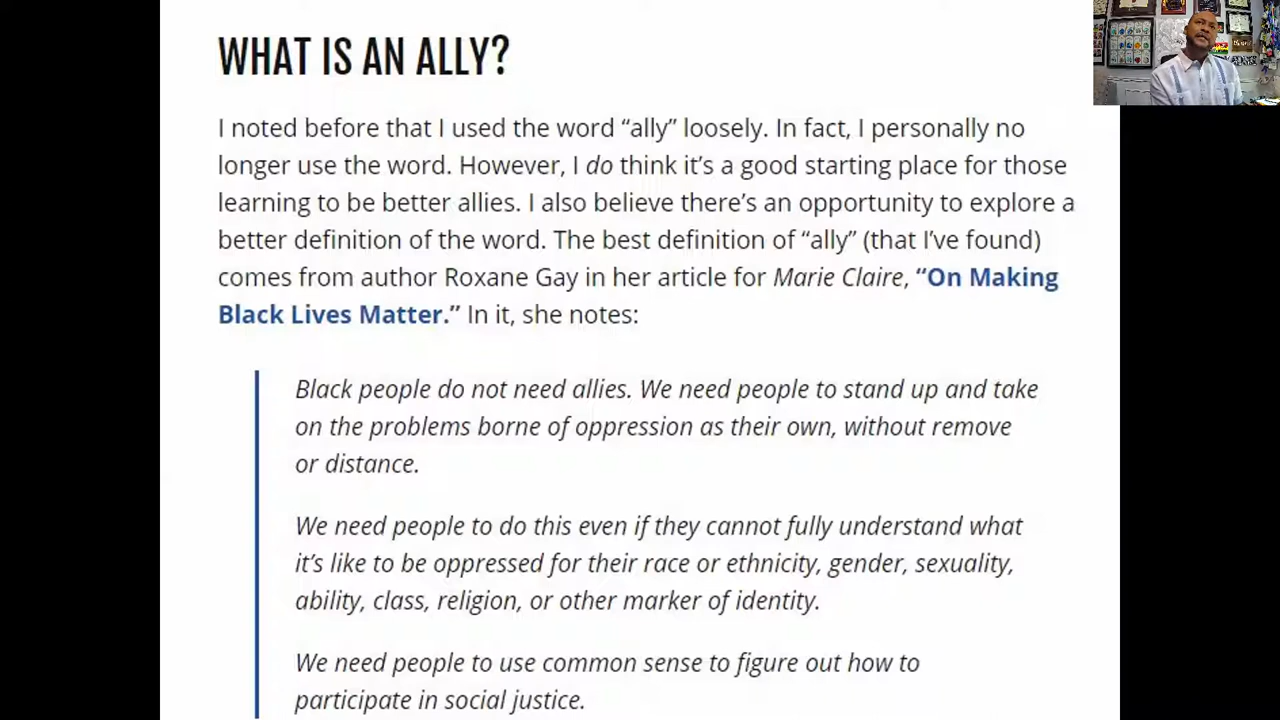 WHAT IS AN ALLY?
I noted before that I used the word “ally” loosely. In fact, I personally no
longer use the word. However, I do think it’s a good starting place for those
learning to be better allies. I also believe there’s an opportunity to explore a
better definition of the word. The best definition of “ally” (that I’ve found)
comes from author Roxane Gay in her article for Marie Claire, “On Making
Black Lives Matter.” In it, she notes:
Black people do not need allies. We need people to stand up and take
on the problems borne of oppression as their own, without remove
or distance.
We need people to do this even if they cannot fully understand what
it’s like to be oppressed for their race or ethnicity, gender, sexuality,
ability, class, religion, or other marker of identity.
We need people to use common sense to figure out how to
participate in social justice.